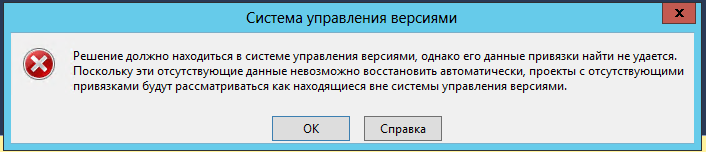 Система управления версиями
x
Решение должно находиться в системе управления версиями, однако его данные привязки найти не удается.
Поскольку эти отсутствующие данные невозможно восстановить автоматически, проекты с отсутствующими
привязками будут рассматриваться как находящиеся вне системы управления версиями.
ОК Справка